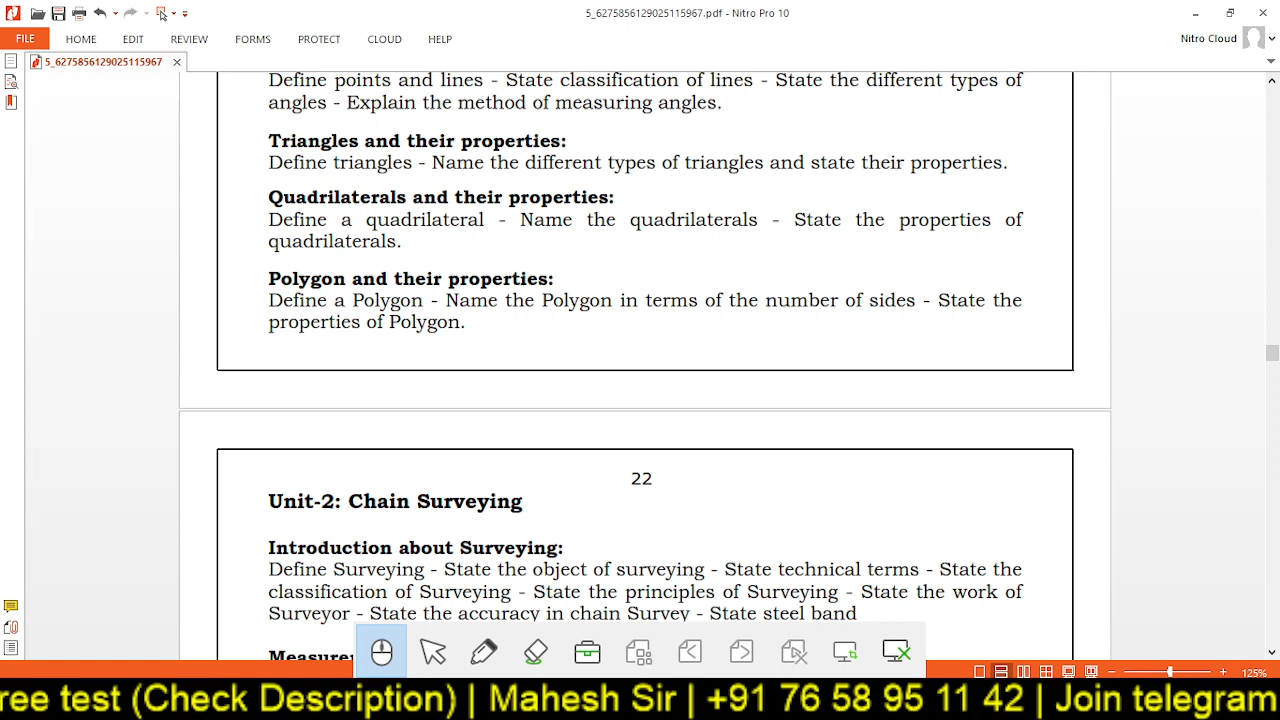 5_6275856129025115967.pdf - Nitro Pro 10
FILE HOME EDIT REVIEW FORMS PROTECT CLOUD HELP
Nitro Cloud
5_6275856129025115967
Define points and lines - State classification of lines - State the different types of
angles - Explain the method of measuring angles.
Triangles and their properties:
Define triangles - Name the different types of triangles and state their properties.
Quadrilaterals and their properties:
Define a quadrilateral - Name the quadrilaterals - State the properties of
quadrilaterals.
Polygon and their properties:
Define a Polygon - Name the Polygon in terms of the number of sides - State the
properties of Polygon.
22
Unit-2: Chain Surveying
Introduction about Surveying:
Define Surveying - State the object of surveying - State technical terms - State the
classification of Surveying - State the principles of Surveying - State the work of
Surveyor - State the accuracy in chain Survey - State steel band
125%
ree test (Check Description) | Mahesh Sir | +91 76 58 95 11 42 | Join telegram